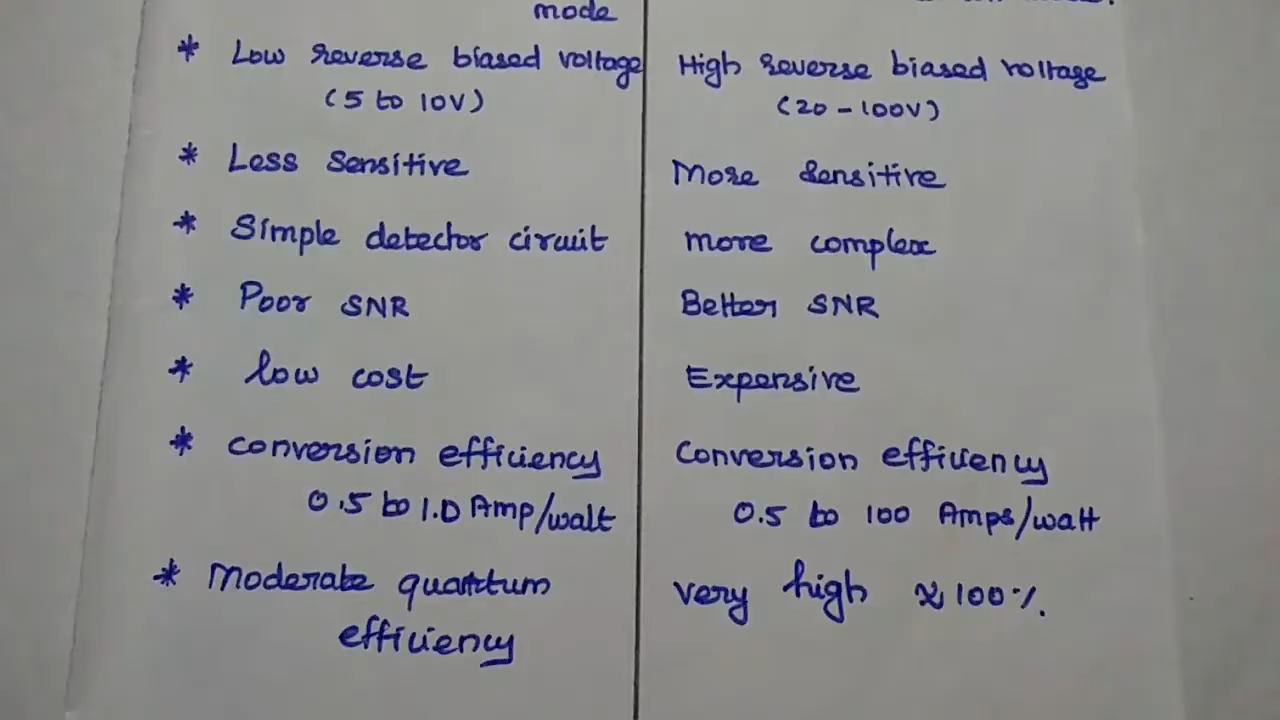 mode
* Low reverse biased voltage
(5 to 10V)
* Less sensitive
* Simple detector circuit
* Poor SNR
* low cost
* conversion efficiency
0.5 to 1.0 Amp/watt
* Moderate quantum
efficiency
High reverse biased voltage
(20 - 100V)
More sensitive
more complex
Better SNR
Expensive
Conversion efficiency
0.5 to 100 Amps/watt
very high ≈ 100%.